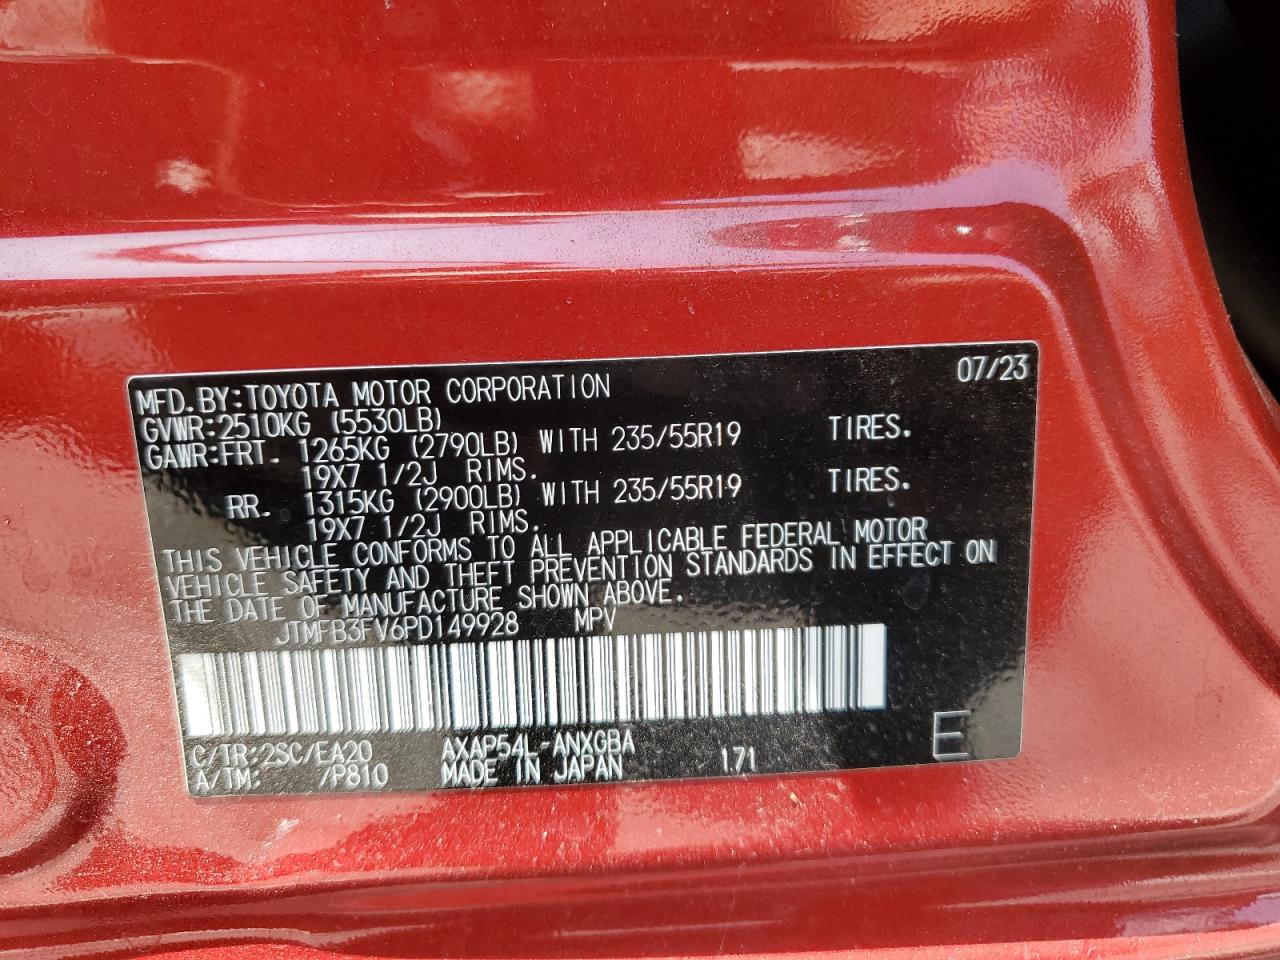 07/23
MFD.BY:TOYOTA MOTOR CORPORATION
GVWR:2510KG (5530LB)
GAWR:FRT. 1265KG (2790LB) WITH 235/55R19 TIRES.
19X7 1/2J RIMS.
RR. 1315KG (2900LB) WITH 235/55R19 TIRES.
19X7 1/2J RIMS.
THIS VEHICLE CONFORMS TO ALL APPLICABLE FEDERAL MOTOR
VEHICLE SAFETY AND THEFT PREVENTION STANDARDS IN EFFECT ON
THE DATE OF MANUFACTURE SHOWN ABOVE.
JTMFB3FV6PD149928 MPV
C/TR:2SC/EA20 AXAP54L-ANXGBA 171 E
A/TM: /P810 MADE IN JAPAN